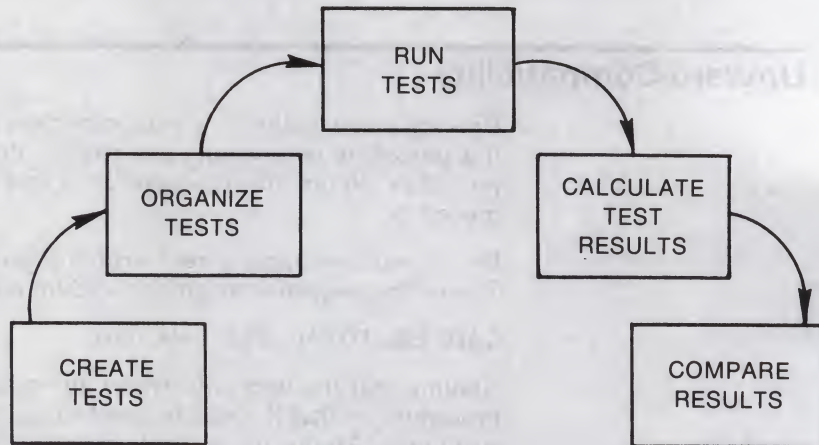 RUN
TESTS
ORGANIZE
TESTS
CALCULATE
TEST
RESULTS
CREATE
TESTS
COMPARE
RESULTS